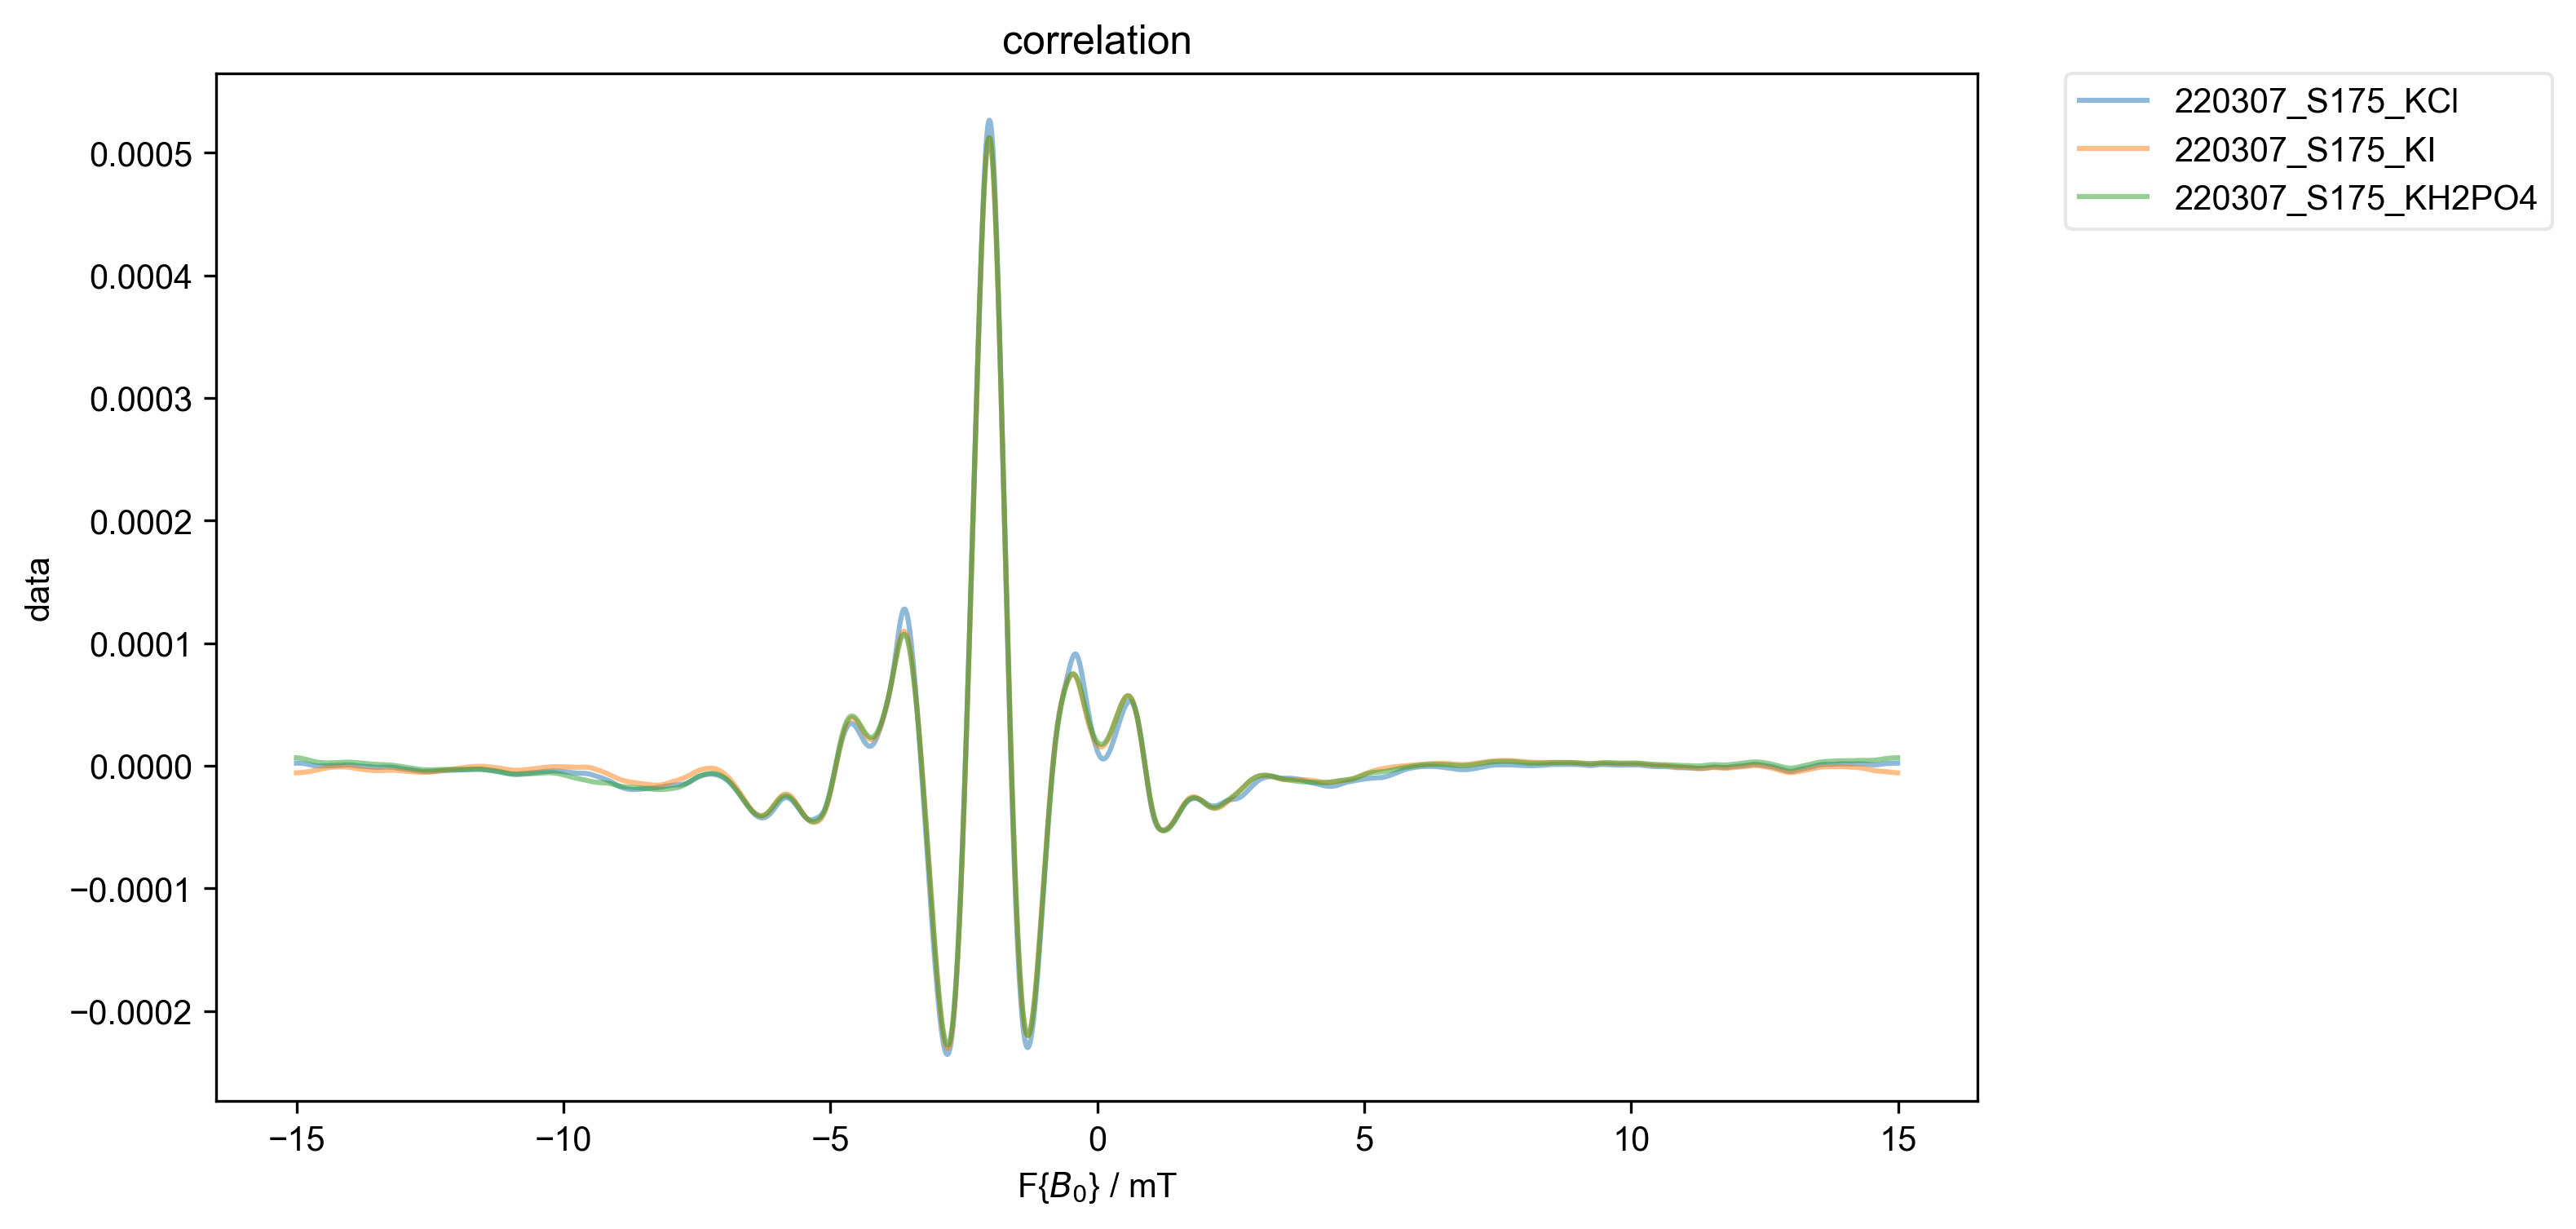 correlation
220307_S175_KCl
220307_S175_KI
220307_S175_KH2PO4
0.0005
0.0004
0.0003
0.0002
0.0001
0.0000
−0.0001
−0.0002
data
−15 −10 −5 0 5 10 15
F{B₀} / mT